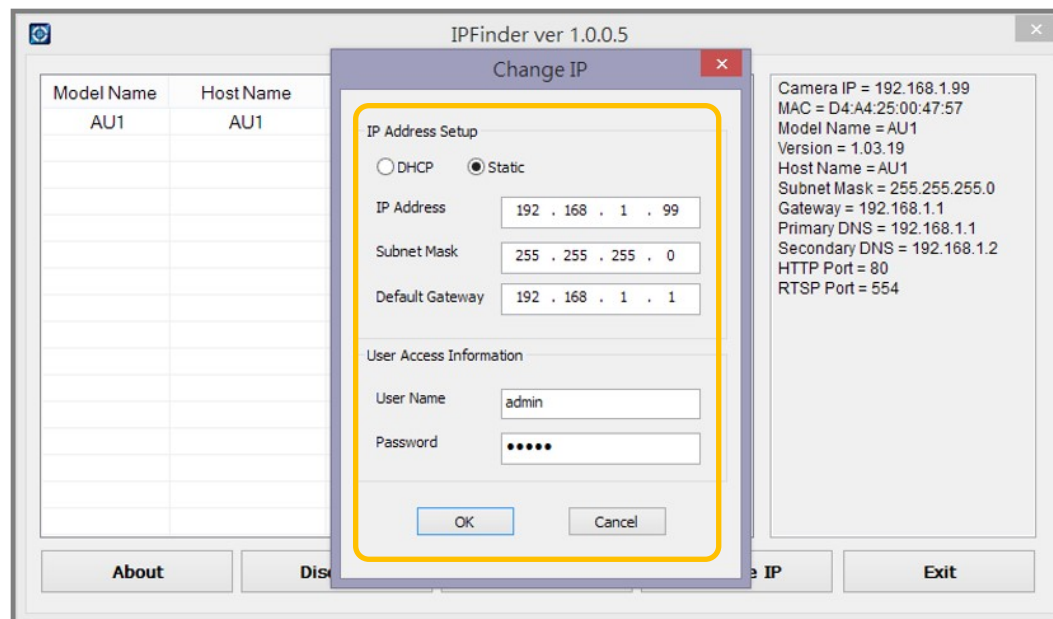 IPFinder ver 1.0.0.5
Model Name Host Name
AU1 AU1
Change IP
IP Address Setup
DHCP Static
IP Address 192 . 168 . 1 . 99
Subnet Mask 255 . 255 . 255 . 0
Default Gateway 192 . 168 . 1 . 1
User Access Information
User Name admin
Password •••••
OK Cancel
Camera IP = 192.168.1.99
MAC = D4:A4:25:00:47:57
Model Name = AU1
Version = 1.03.19
Host Name = AU1
Subnet Mask = 255.255.255.0
Gateway = 192.168.1.1
Primary DNS = 192.168.1.1
Secondary DNS = 192.168.1.2
HTTP Port = 80
RTSP Port = 554
About Dis IP Exit